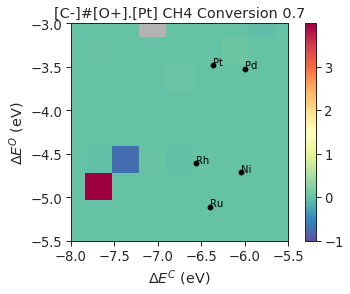 [C-]#[O+].[Pt] CH4 Conversion 0.7
−3.0
−3.5
−4.0
−4.5
−5.0
−5.5
ΔE^O (eV)
Pt
Pd
Rh
Ni
Ru
−8.0 −7.5 −7.0 −6.5 −6.0 −5.5
ΔE^C (eV)
3
2
1
0
−1